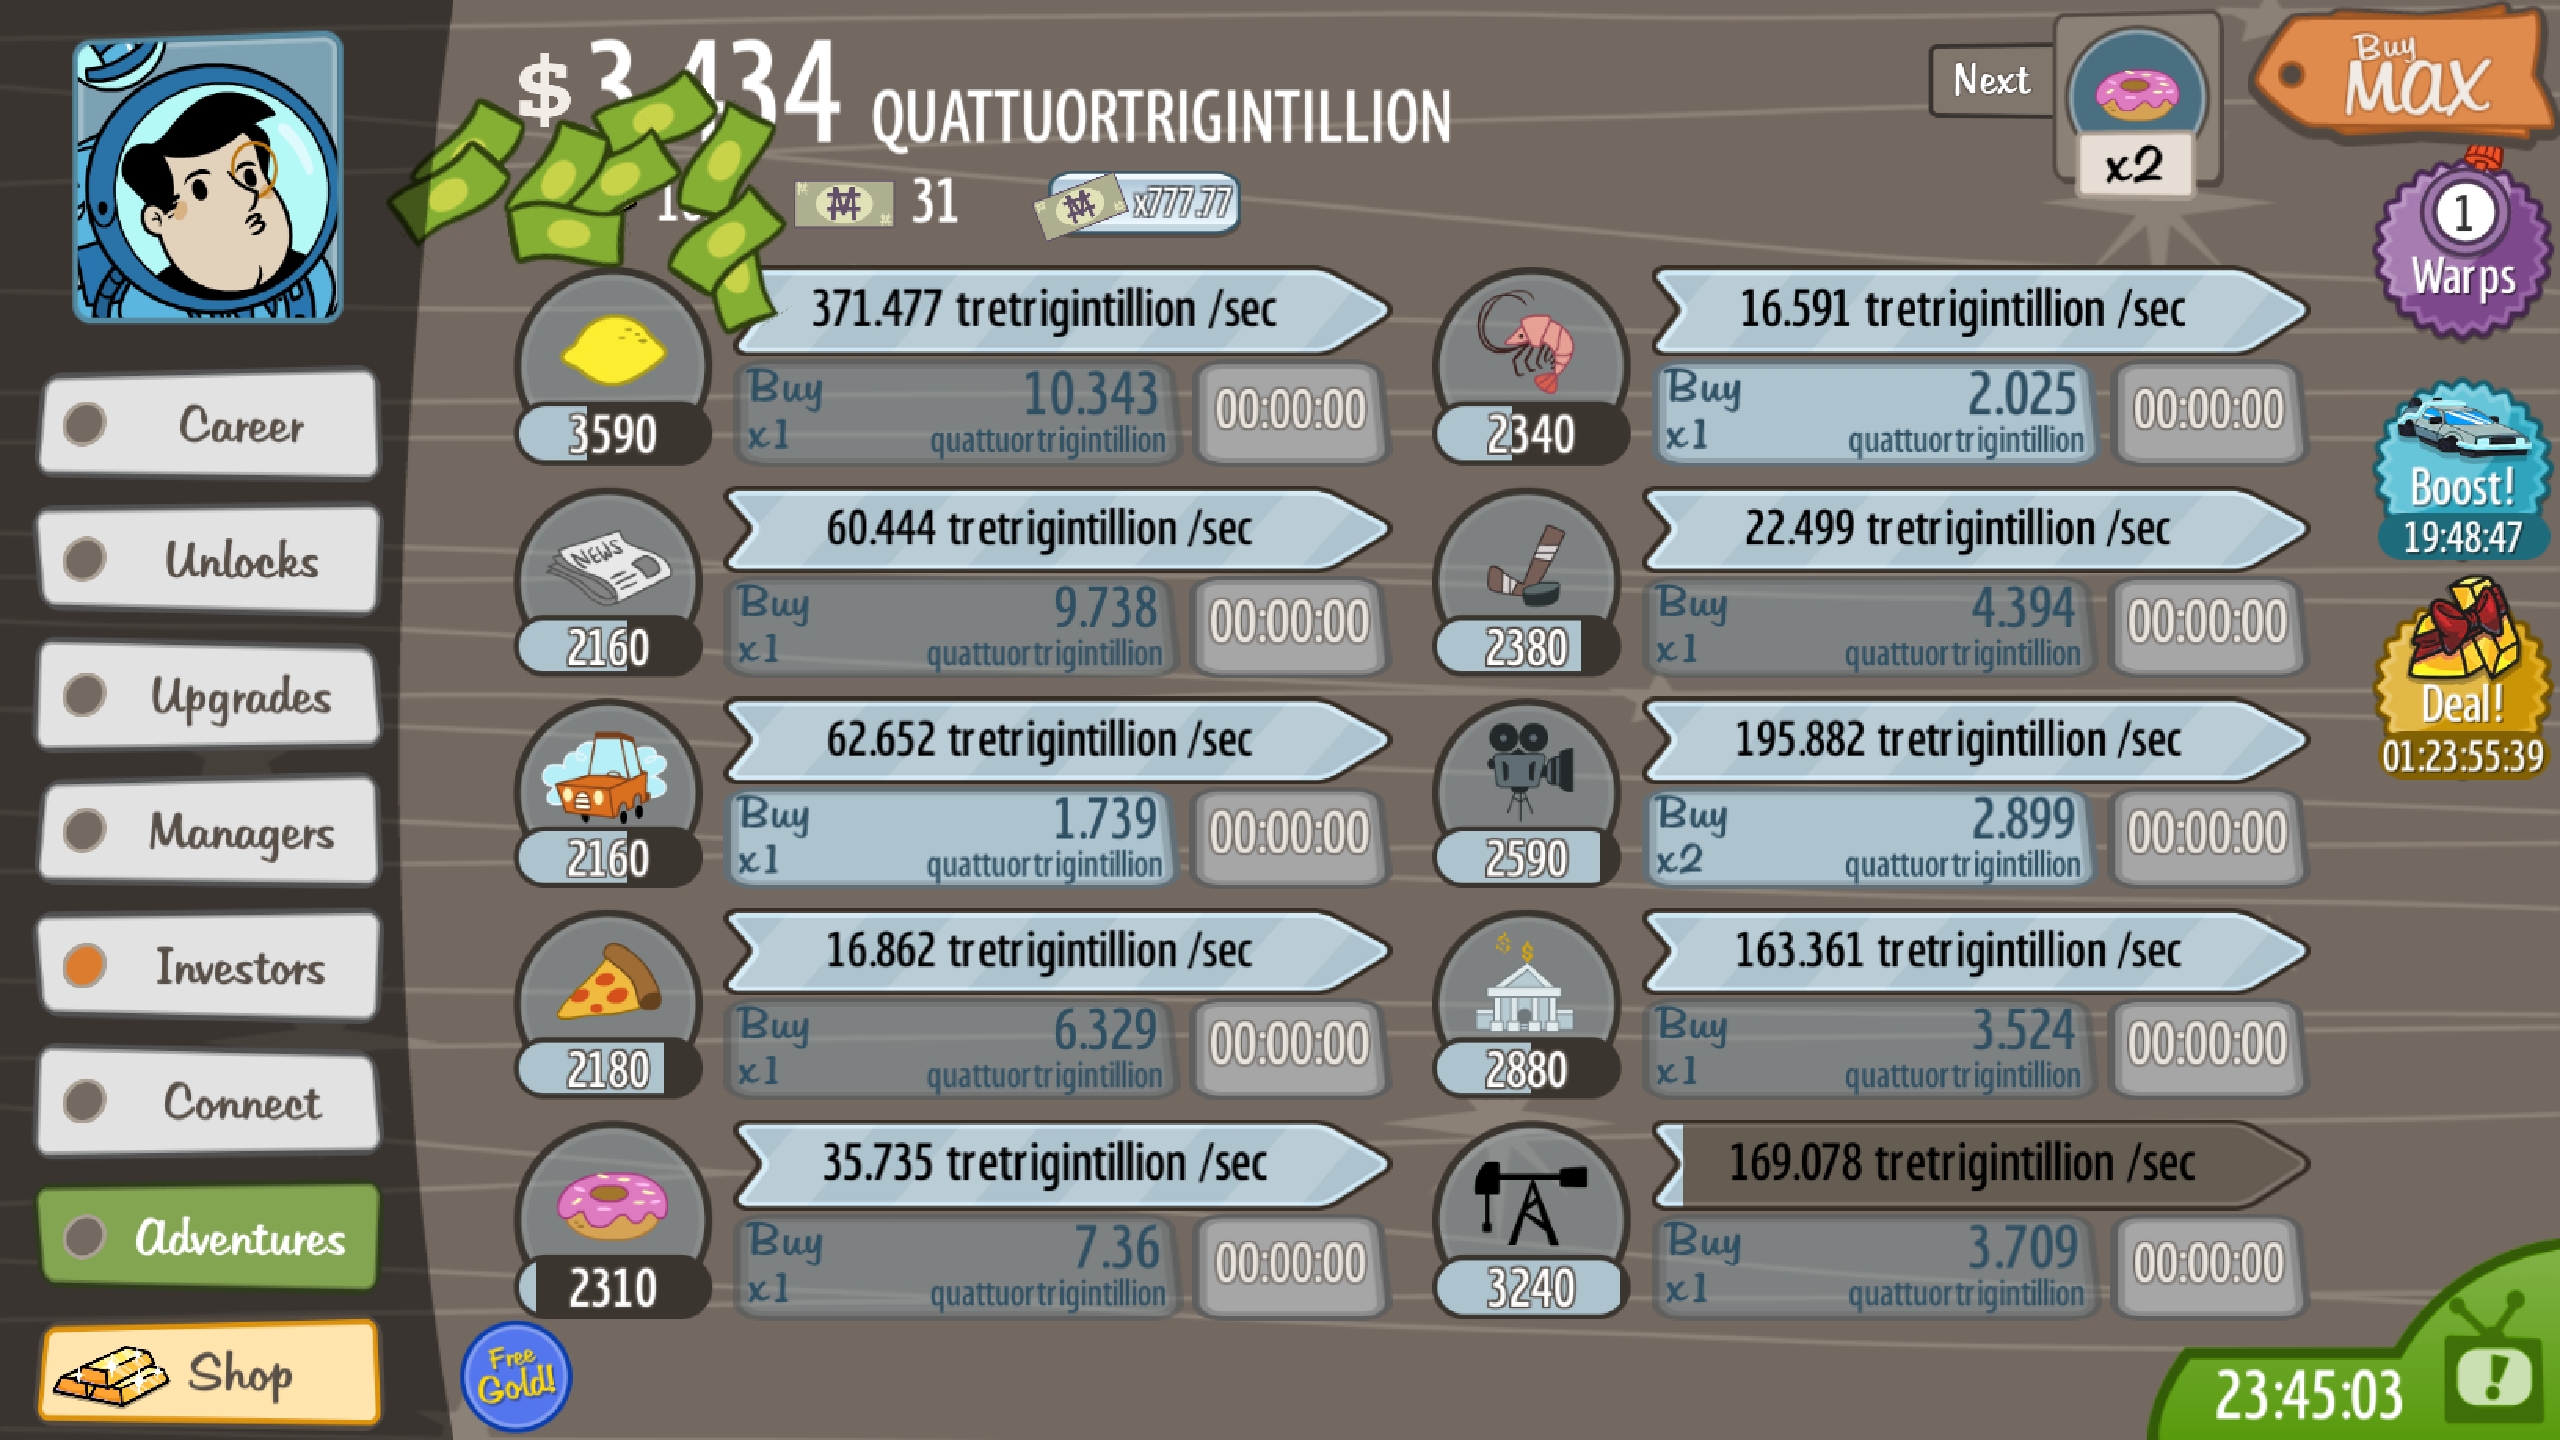 $ 3.434 QUATTUORTRIGINTILLION
31
x777.77
Next
x2
Buy
MAX
1
Warps
Boost!
19:48:47
Deal!
01:23:55:39
Career
Unlocks
Upgrades
Managers
Investors
Connect
Adventures
Shop
371.477 tretrigintillion /sec
3590
Buy
x1
10.343
quattuortrigintillion
00:00:00
16.591 tretrigintillion /sec
2340
Buy
x1
2.025
quattuortrigintillion
00:00:00
NEWS
60.444 tretrigintillion /sec
2160
Buy
x1
9.738
quattuortrigintillion
00:00:00
22.499 tretrigintillion /sec
2380
Buy
x1
4.394
quattuortrigintillion
00:00:00
62.652 tretrigintillion /sec
2160
Buy
x1
1.739
quattuortrigintillion
00:00:00
195.882 tretrigintillion /sec
2590
Buy
x2
2.899
quattuortrigintillion
00:00:00
16.862 tretrigintillion /sec
2180
Buy
x1
6.329
quattuortrigintillion
00:00:00
163.361 tretrigintillion /sec
2880
Buy
x1
3.524
quattuortrigintillion
00:00:00
35.735 tretrigintillion /sec
2310
Buy
x1
7.36
quattuortrigintillion
00:00:00
169.078 tretrigintillion /sec
3240
Buy
x1
3.709
quattuortrigintillion
00:00:00
Free
Gold!
23:45:03